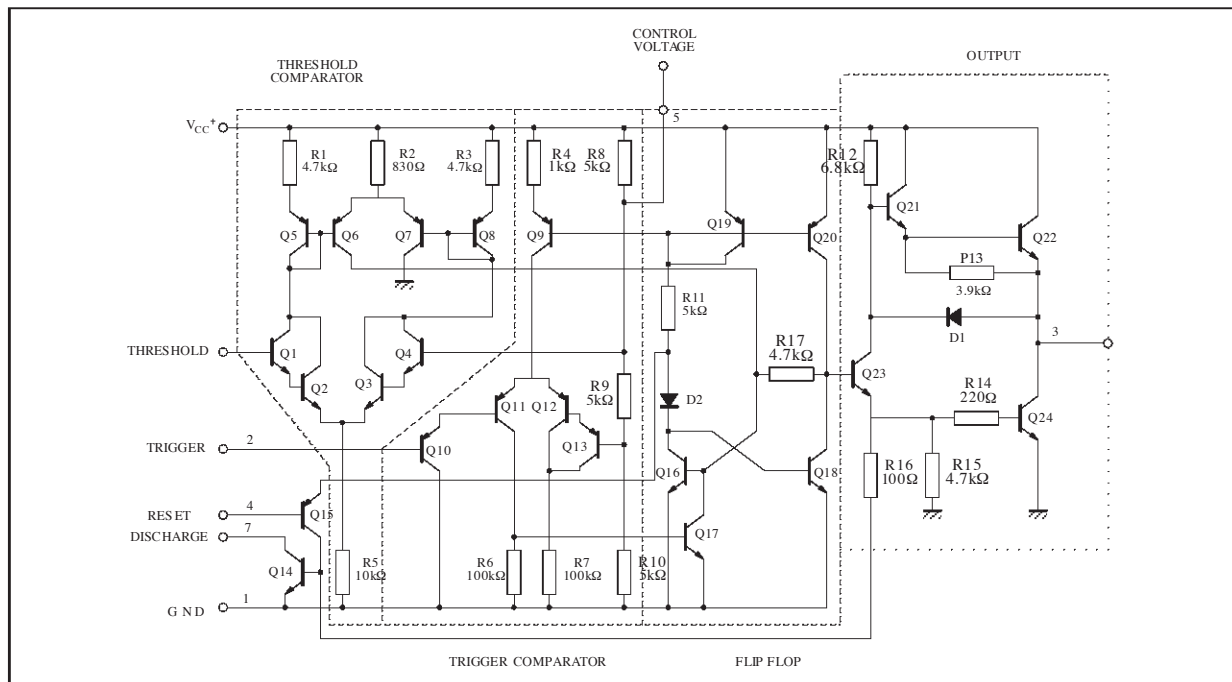 CONTROL
VOLTAGE
THRESHOLD
COMPARATOR
OUTPUT
5
VCC+
R1
4.7kΩ
R2
830Ω
R3
4.7kΩ
R4
1kΩ
R8
5kΩ
R12
6.8kΩ
Q5
Q6
Q7
Q8
Q9
Q19
Q20
Q21
Q22
P13
3.9kΩ
R11
5kΩ
D1
3
THRESHOLD
Q1
Q2
Q3
Q4
R17
4.7kΩ
Q23
R9
5kΩ
D2
R14
220Ω
Q11
Q12
Q13
Q24
TRIGGER
2
Q10
Q16
Q18
R16
100Ω
R15
4.7kΩ
RESET
4
Q15
DISCHARGE
7
Q17
Q14
R5
10kΩ
R6
100kΩ
R7
100kΩ
R10
5kΩ
GND
1
TRIGGER COMPARATOR
FLIP FLOP